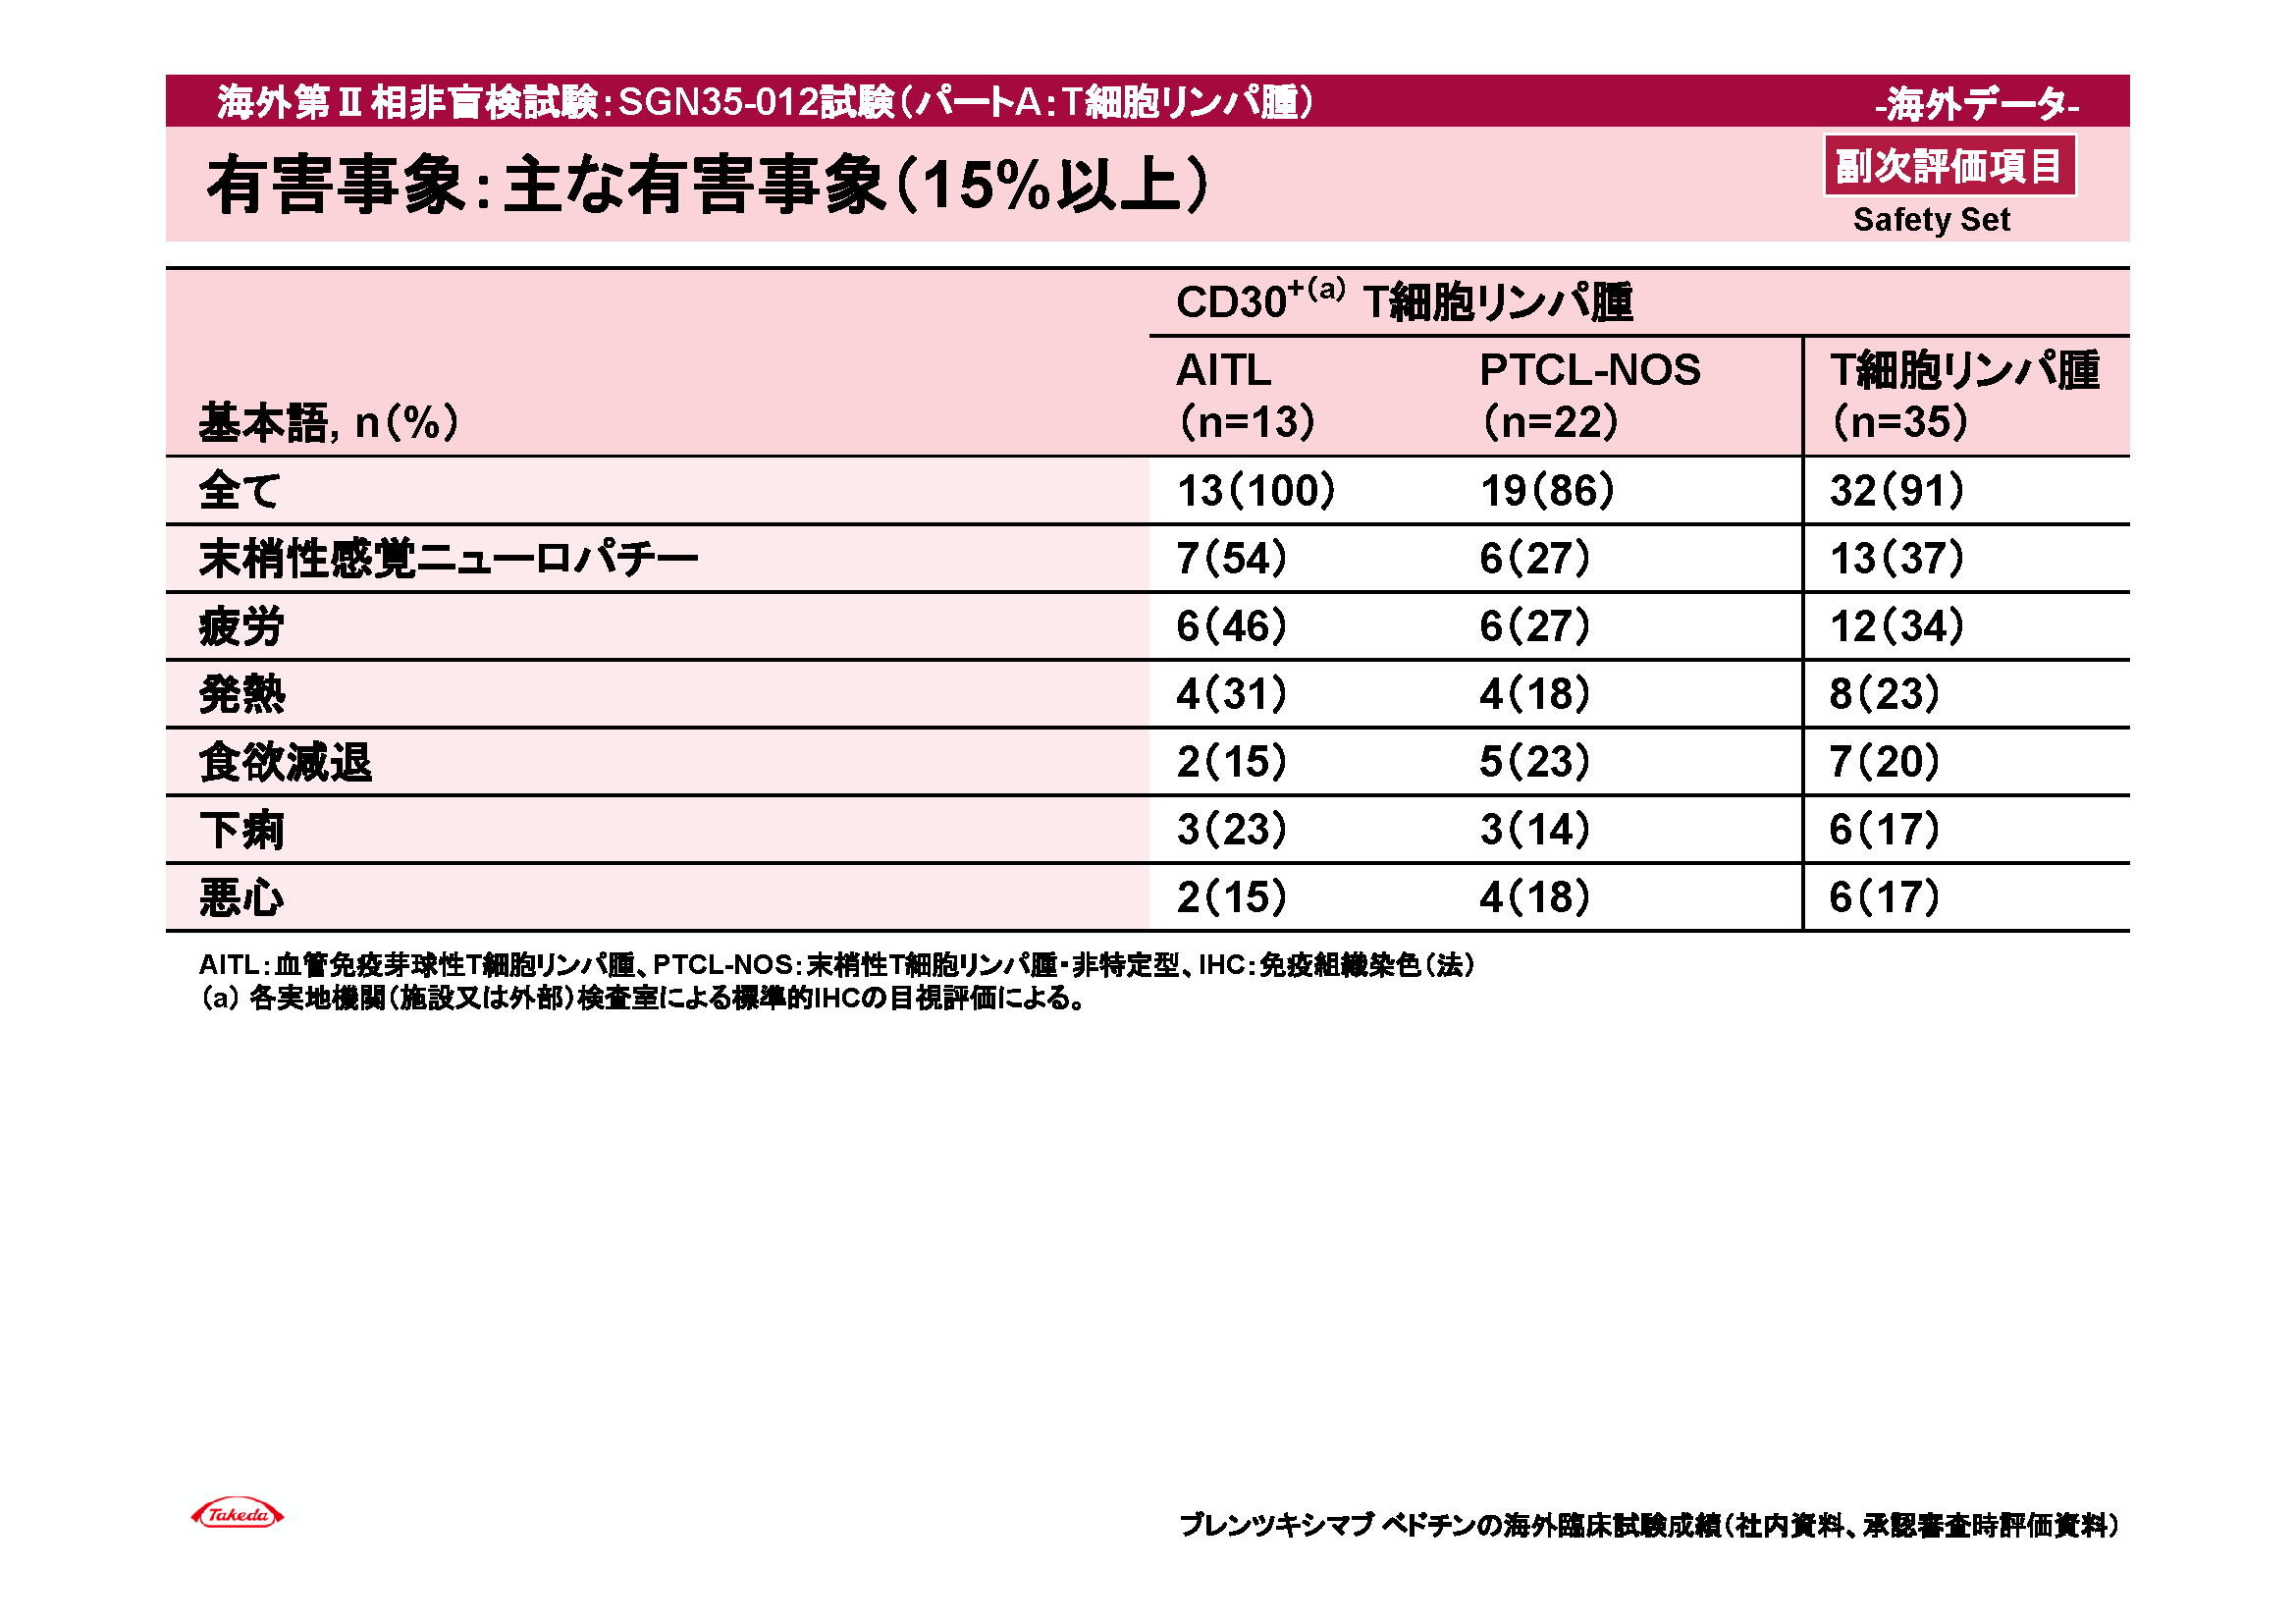 海外第Ⅱ相非盲検試験：SGN35-012試験（パートA：T細胞リンパ腫）
-海外データ-
有害事象：主な有害事象（15%以上）
副次評価項目
Safety Set
CD30+（a） T細胞リンパ腫
AITL PTCL-NOS T細胞リンパ腫
基本語, n（%） （n=13） （n=22） （n=35）
全て 13（100） 19（86） 32（91）
末梢性感覚ニューロパチー 7（54） 6（27） 13（37）
疲労 6（46） 6（27） 12（34）
発熱 4（31） 4（18） 8（23）
食欲減退 2（15） 5（23） 7（20）
下痢 3（23） 3（14） 6（17）
悪心 2（15） 4（18） 6（17）
AITL：血管免疫芽球性T細胞リンパ腫、PTCL-NOS：末梢性T細胞リンパ腫・非特定型、IHC：免疫組織染色（法）
（a） 各実地機関（施設又は外部）検査室による標準的IHCの目視評価による。
Takeda
ブレンツキシマブ ベドチンの海外臨床試験成績（社内資料、承認審査時評価資料）